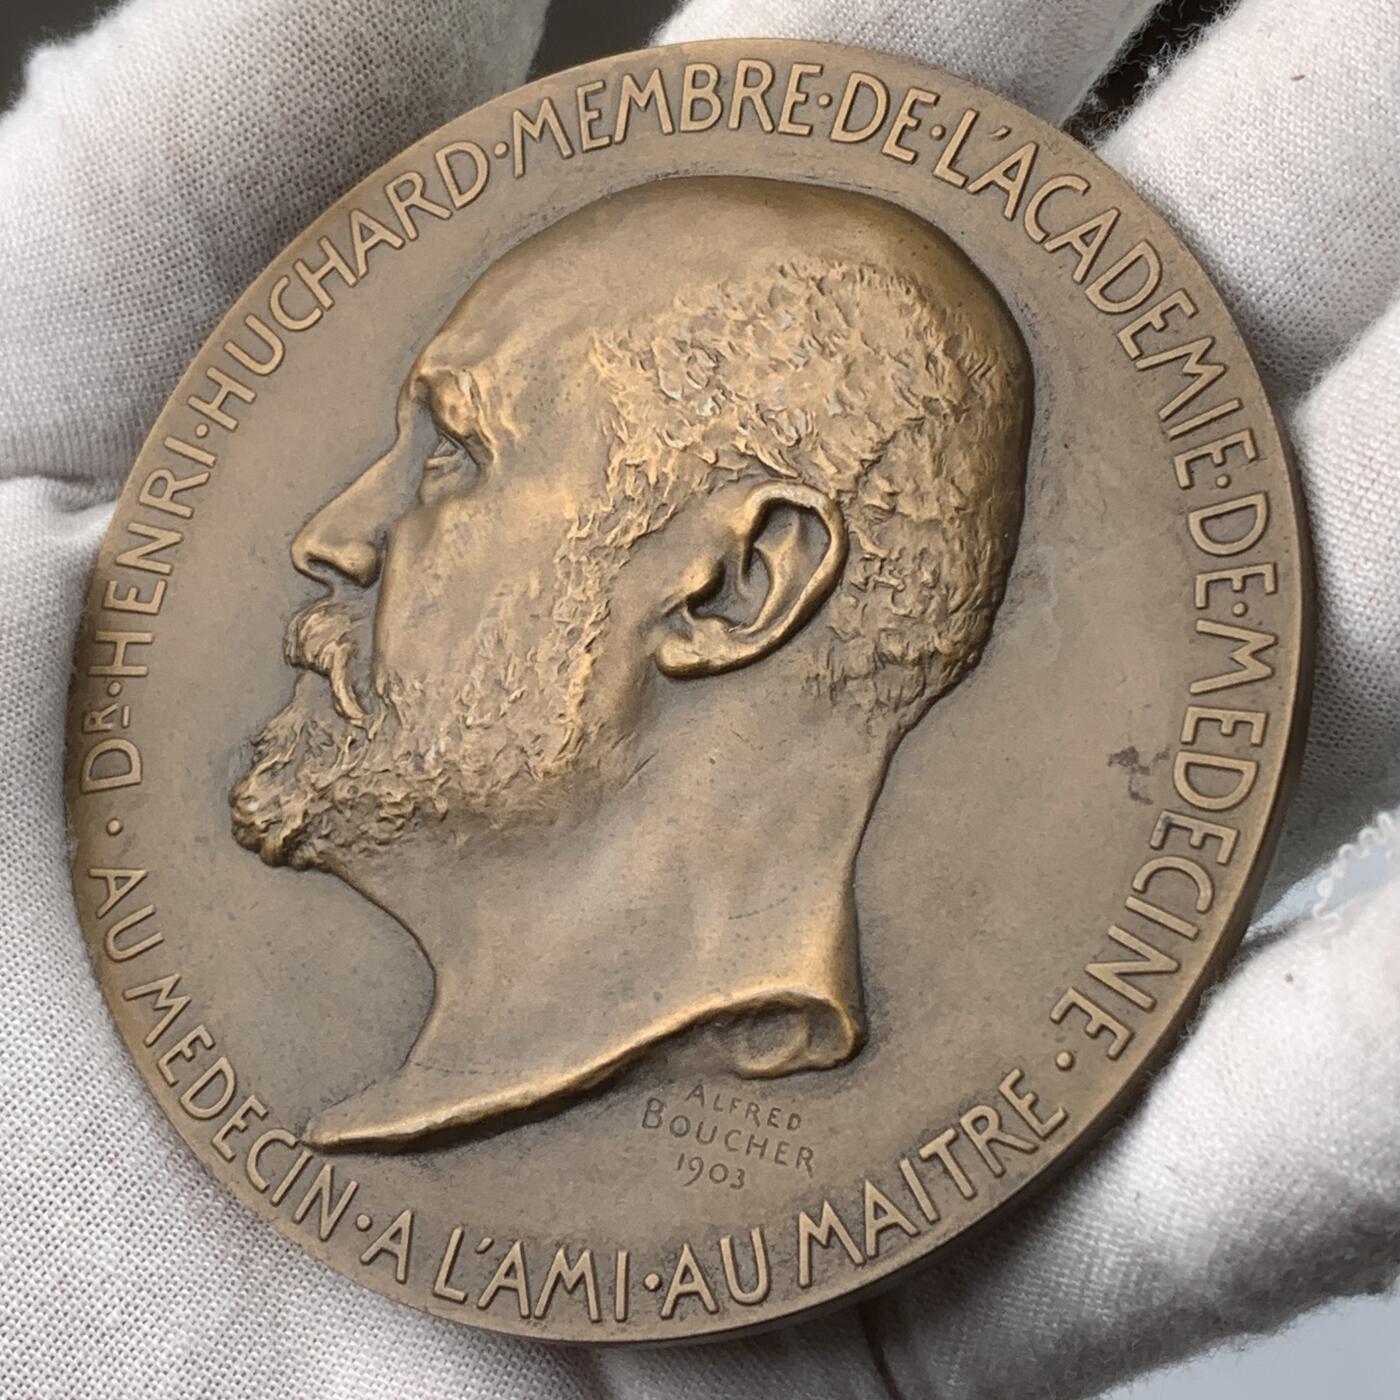 DR·HENRI·HUCHARD·MEMBRE·DE·L'ACADEMIE·DE·MEDECINE·
AU MEDECIN·A L'AMI·AU MAITRE·
ALFRED
BOUCHER
1903